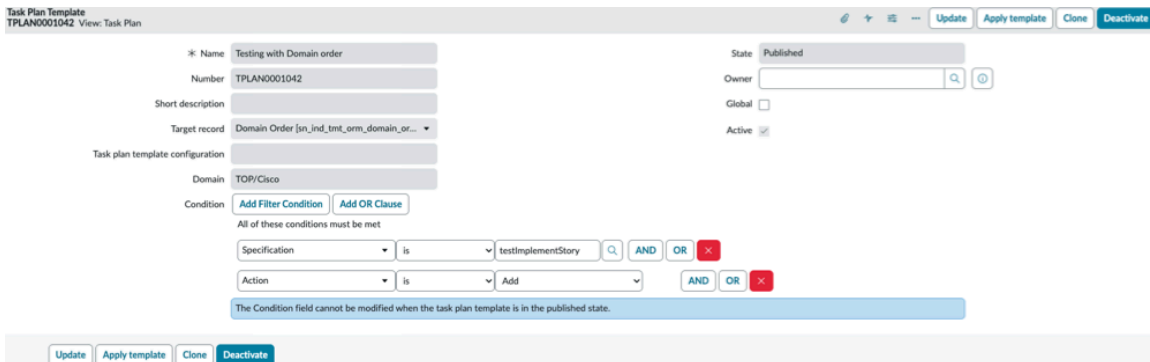 Task Plan Template
TPLAN0001042 View: Task Plan
Update Apply template Clone Deactivate
Name Testing with Domain order
State Published
Number TPLAN0001042
Owner
Short description
Global
Target record Domain Order [sn_ind_tmt_orm_domain_or...
Active
Task plan template configuration
Domain TOP/Cisco
Condition Add Filter Condition Add OR Clause
All of these conditions must be met
Specification is testImplementStory AND OR
Action is Add AND OR
The Condition field cannot be modified when the task plan template is in the published state.
Update Apply template Clone Deactivate